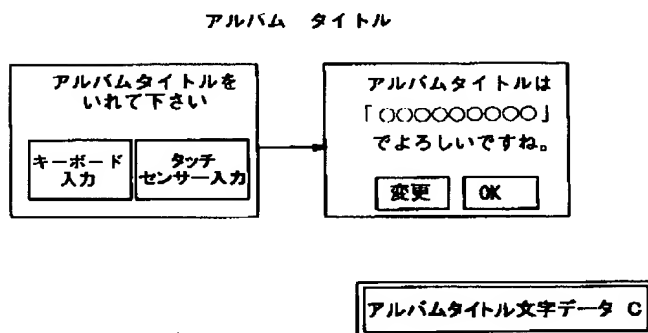 アルバム タイトル
アルバムタイトルを
いれて下さい
キーボード
入力
タッチ
センサー入力
アルバムタイトルは
「○○○○○○○○○」
でよろしいですね。
変更
OK
アルバムタイトル文字データ C